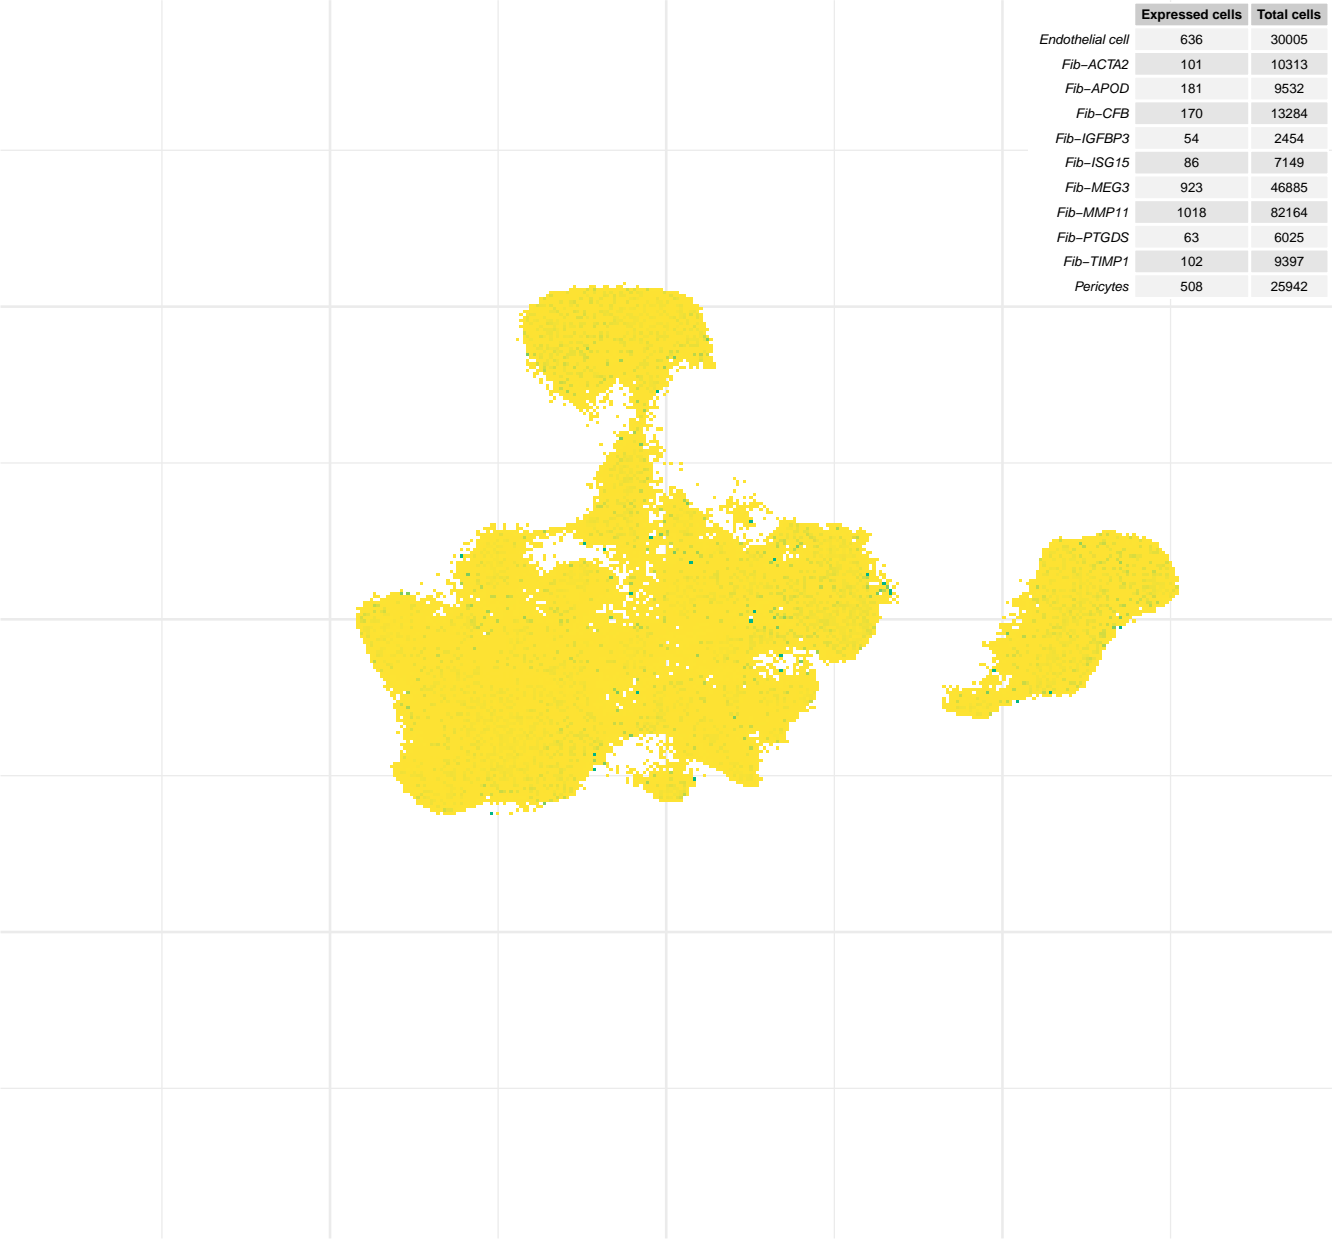 Expressed cells Total cells
Endothelial cell 636 30005
Fib−ACTA2 101 10313
Fib−APOD 181 9532
Fib−CFB 170 13284
Fib−IGFBP3 54 2454
Fib−ISG15 86 7149
Fib−MEG3 923 46885
Fib−MMP11 1018 82164
Fib−PTGDS 63 6025
Fib−TIMP1 102 9397
Pericytes 508 25942